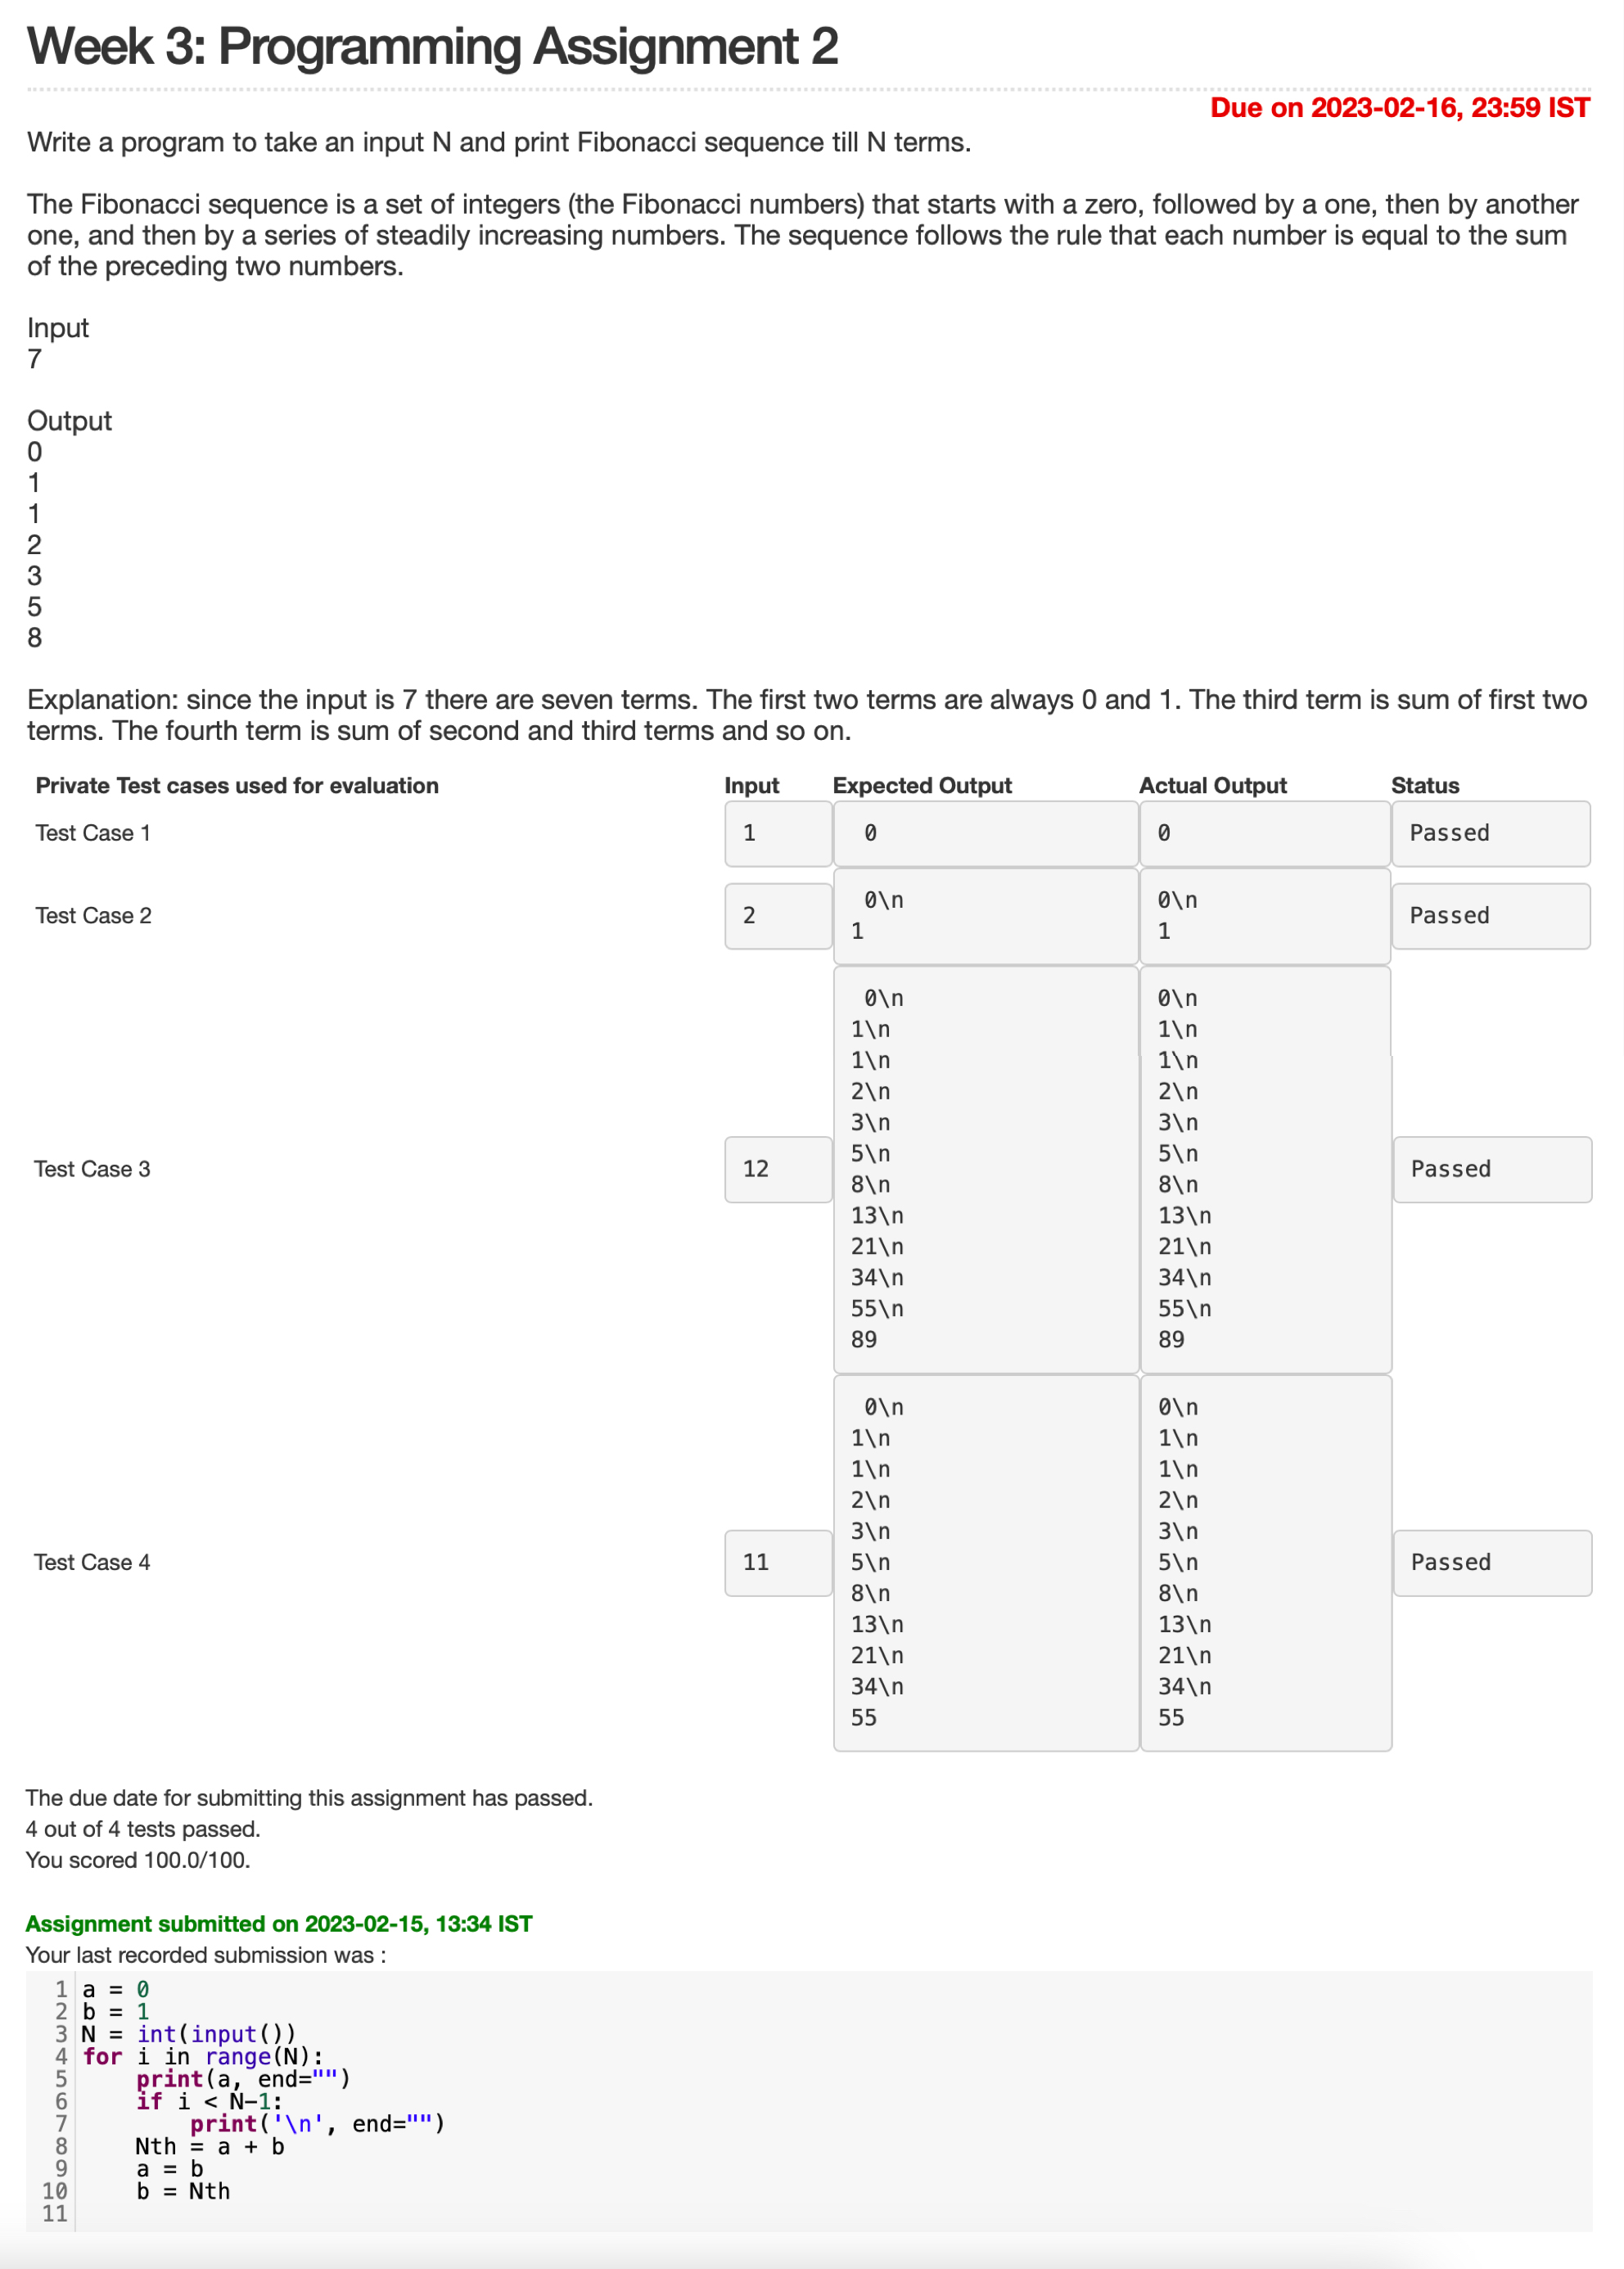 Week 3: Programming Assignment 2
Due on 2023-02-16, 23:59 IST
Write a program to take an input N and print Fibonacci sequence till N terms.
The Fibonacci sequence is a set of integers (the Fibonacci numbers) that starts with a zero, followed by a one, then by another
one, and then by a series of steadily increasing numbers. The sequence follows the rule that each number is equal to the sum
of the preceding two numbers.
Input
7
Output
0
1
1
2
3
5
8
Explanation: since the input is 7 there are seven terms. The first two terms are always 0 and 1. The third term is sum of first two
terms. The fourth term is sum of second and third terms and so on.
Private Test cases used for evaluation Input Expected Output Actual Output Status
Test Case 1 1 0 0 Passed
Test Case 2
2
0\n
1
0\n
1
Passed
Test Case 3
12
0\n
1\n
1\n
2\n
3\n
5\n
8\n
13\n
21\n
34\n
55\n
89
0\n
1\n
1\n
2\n
3\n
5\n
8\n
13\n
21\n
34\n
55\n
89
Passed
Test Case 4
11
0\n
1\n
1\n
2\n
3\n
5\n
8\n
13\n
21\n
34\n
55
0\n
1\n
1\n
2\n
3\n
5\n
8\n
13\n
21\n
34\n
55
Passed
The due date for submitting this assignment has passed.
4 out of 4 tests passed.
You scored 100.0/100.
Assignment submitted on 2023-02-15, 13:34 IST
Your last recorded submission was :
1 a = 0
2 b = 1
3 N = int(input())
4 for i in range(N):
5     print(a, end="")
6     if i < N-1:
7         print('\n', end="")
8     Nth = a + b
9     a = b
10     b = Nth
11